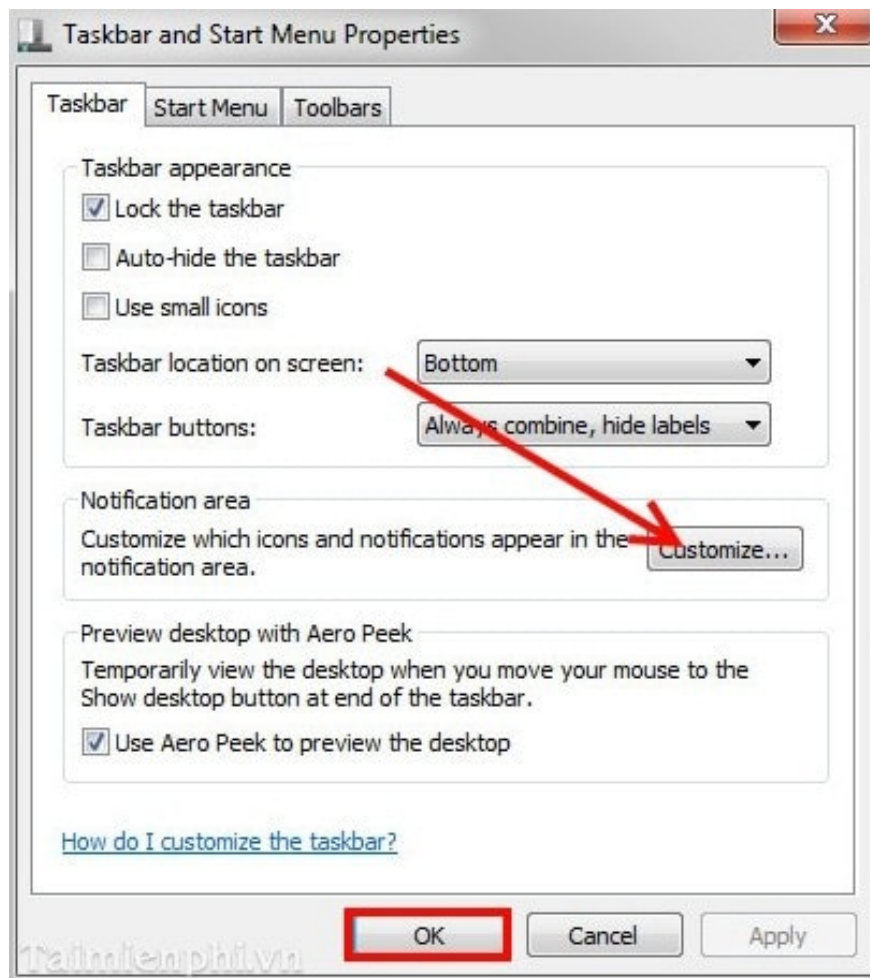 Taskbar and Start Menu Properties
Taskbar
Start Menu
Toolbars
Taskbar appearance
Lock the taskbar
Auto-hide the taskbar
Use small icons
Taskbar location on screen:
Bottom
Taskbar buttons:
Always combine, hide labels
Notification area
Customize which icons and notifications appear in the
notification area.
Customize...
Preview desktop with Aero Peek
Temporarily view the desktop when you move your mouse to the
Show desktop button at end of the taskbar.
Use Aero Peek to preview the desktop
How do I customize the taskbar?
OK
Cancel
Apply
Taimienphi.vn